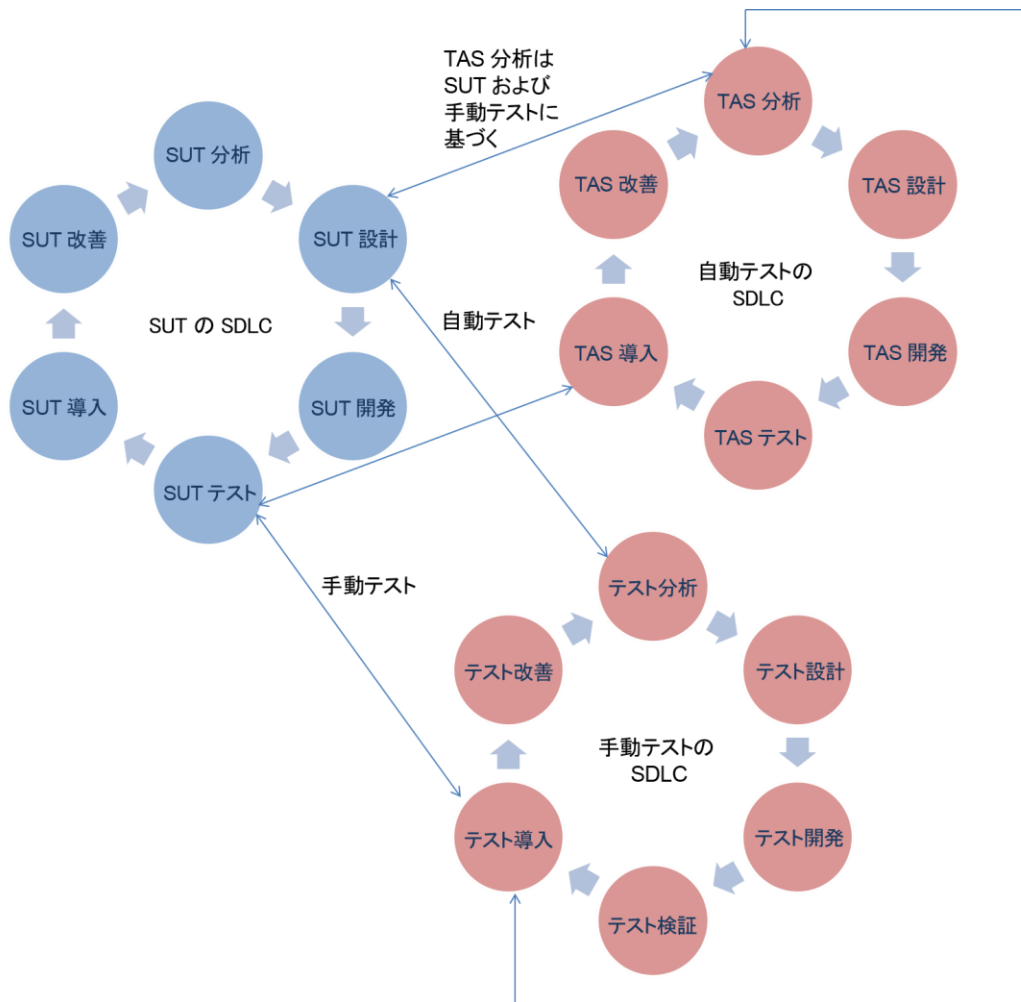 TAS 分析は
SUT および
手動テストに
基づく
SUT 分析
SUT 設計
SUT 開発
SUT テスト
SUT 導入
SUT 改善
SUT の SDLC
TAS 分析
TAS 設計
TAS 開発
TAS テスト
TAS 導入
TAS 改善
自動テストの
SDLC
自動テスト
手動テスト
テスト分析
テスト設計
テスト開発
テスト検証
テスト導入
テスト改善
手動テストの
SDLC